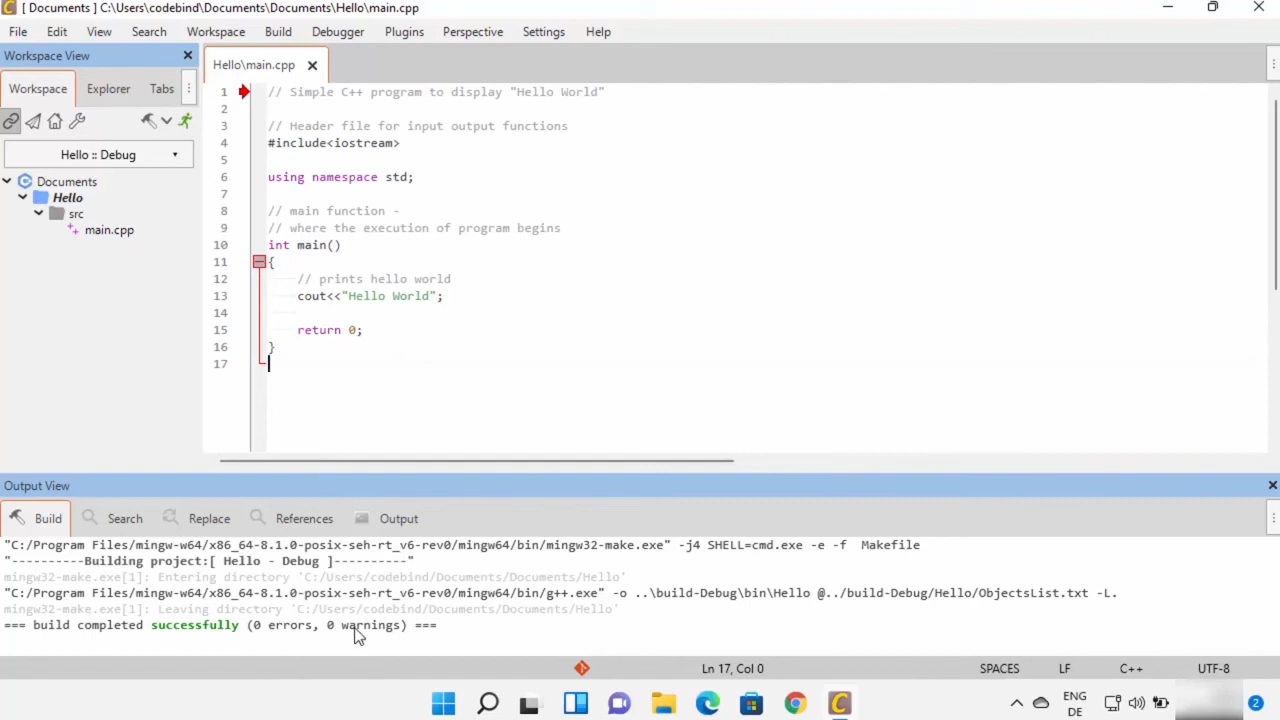 [ Documents ] C:\Users\codebind\Documents\Documents\Hello\main.cpp
File Edit View Search Workspace Build Debugger Plugins Perspective Settings Help
Workspace View
Workspace Explorer Tabs
Hello :: Debug
Documents
Hello
src
main.cpp
Hello\main.cpp
1 // Simple C++ program to display "Hello World"
2
3 // Header file for input output functions
4 #include<iostream>
5
6 using namespace std;
7
8 // main function -
9 // where the execution of program begins
10 int main()
11 {
12 // prints hello world
13 cout<<"Hello World";
14
15 return 0;
16 }
17
Output View
Build Search Replace References Output
"C:/Program Files/mingw-w64/x86_64-8.1.0-posix-seh-rt_v6-rev0/mingw64/bin/mingw32-make.exe" -j4 SHELL=cmd.exe -e -f  Makefile
"----------Building project:[ Hello - Debug ]----------"
mingw32-make.exe[1]: Entering directory 'C:/Users/codebind/Documents/Documents/Hello'
"C:/Program Files/mingw-w64/x86_64-8.1.0-posix-seh-rt_v6-rev0/mingw64/bin/g++.exe" -o ..\build-Debug\bin\Hello @../build-Debug/Hello/ObjectsList.txt -L.
mingw32-make.exe[1]: Leaving directory 'C:/Users/codebind/Documents/Documents/Hello'
=== build completed successfully (0 errors, 0 warnings) ===
Ln 17, Col 0 SPACES LF C++ UTF-8
ENG
DE
2